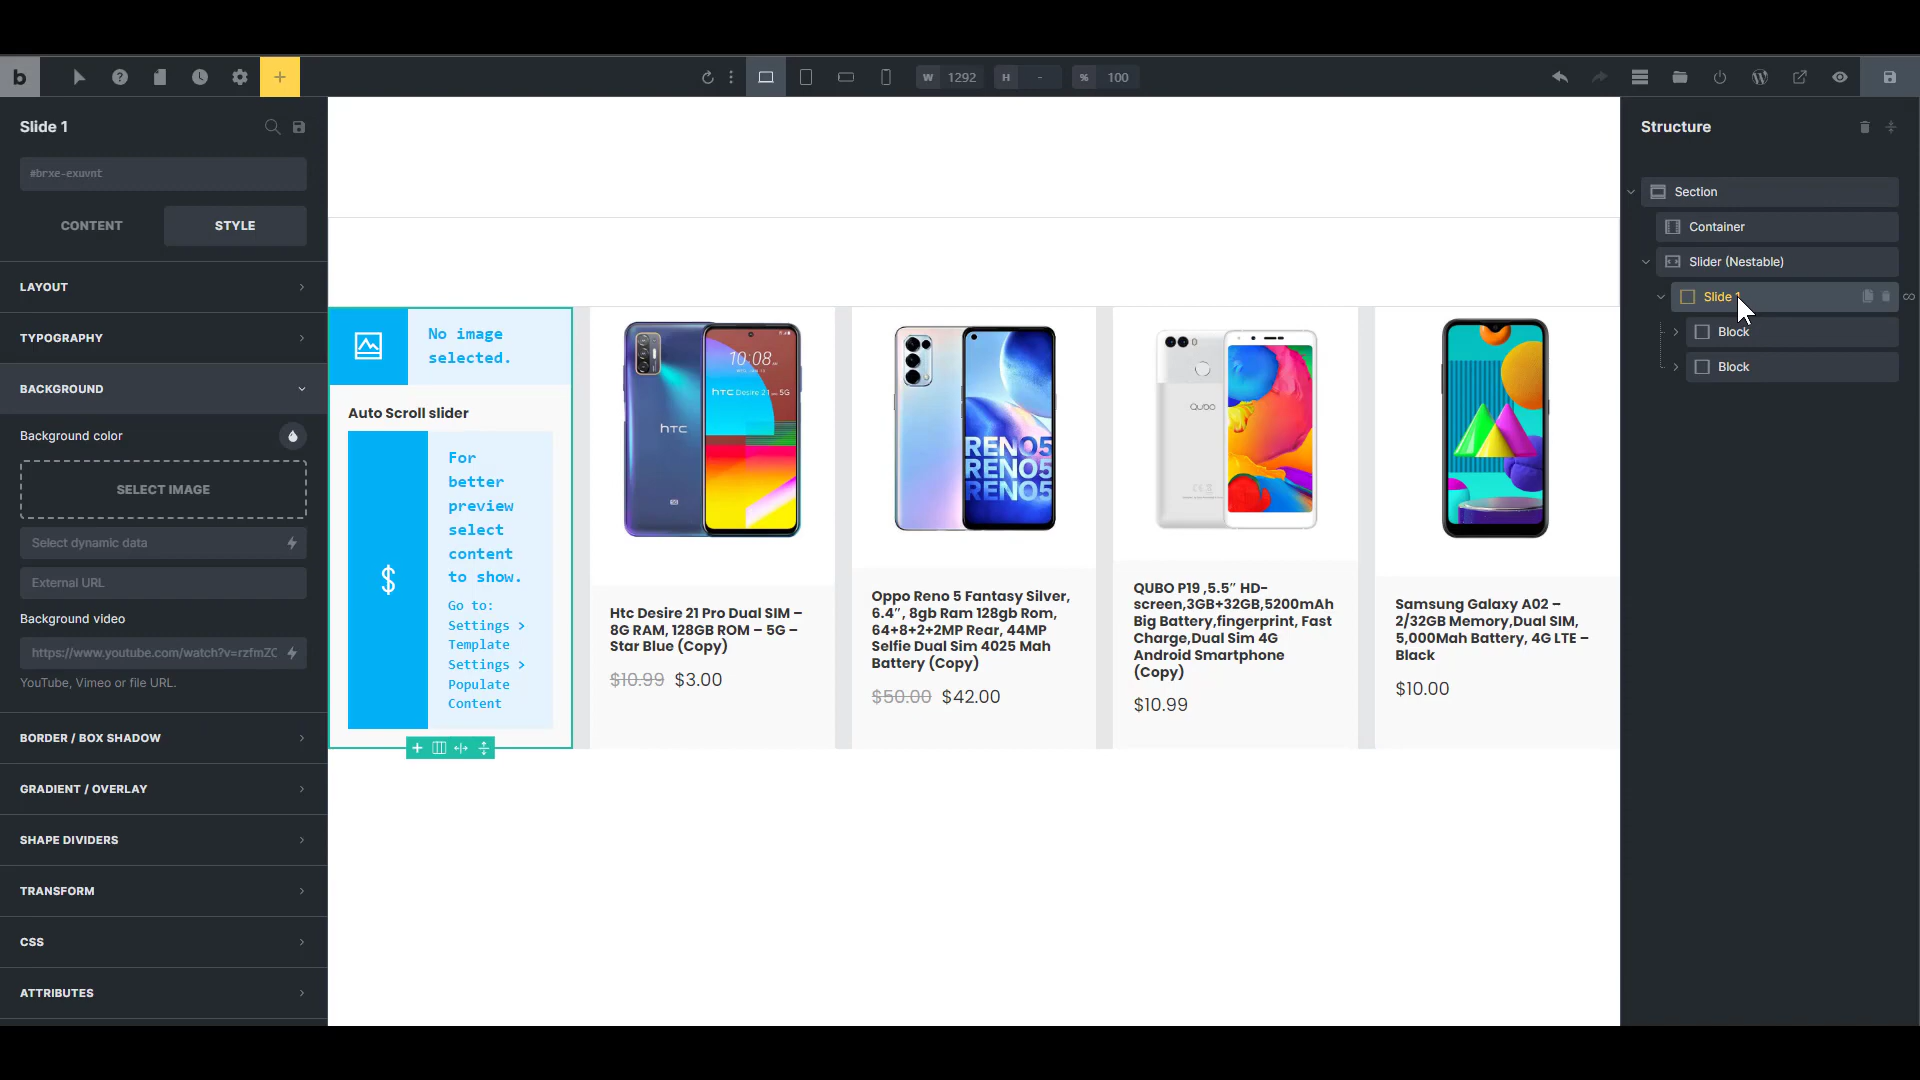 b
W 1292 H - % 100
Slide 1
#brxe-exuvnt
CONTENT STYLE
LAYOUT
TYPOGRAPHY
BACKGROUND
Background color
SELECT IMAGE
Select dynamic data
External URL
Background video
https://www.youtube.com/watch?v=rzfmZC
YouTube, Vimeo or file URL.
BORDER / BOX SHADOW
GRADIENT / OVERLAY
SHAPE DIVIDERS
TRANSFORM
CSS
ATTRIBUTES
No image
selected.
Auto Scroll slider
$
For
better
preview
select
content
to show.
Go to:
Settings >
Template
Settings >
Populate
Content
10:08
HTC Desire 21 pro 5G
hTC
Htc Desire 21 Pro Dual SIM –
8G RAM, 128GB ROM – 5G –
Star Blue (Copy)
$10.99 $3.00
RENO5
RENO5
RENO5
Oppo Reno 5 Fantasy Silver,
6.4″, 8gb Ram 128gb Rom,
64+8+2+2MP Rear, 44MP
Selfie Dual Sim 4025 Mah
Battery (Copy)
$50.00 $42.00
QUBO
QUBO P19 ,5.5″ HD-
screen,3GB+32GB,5200mAh
Big Battery,fingerprint, Fast
Charge,Dual Sim 4G
Android Smartphone
(Copy)
$10.99
Samsung Galaxy A02 –
2/32GB Memory,Dual SIM,
5,000Mah Battery, 4G LTE –
Black
$10.00
Structure
Section
Container
Slider (Nestable)
Slide 1
Block
Block